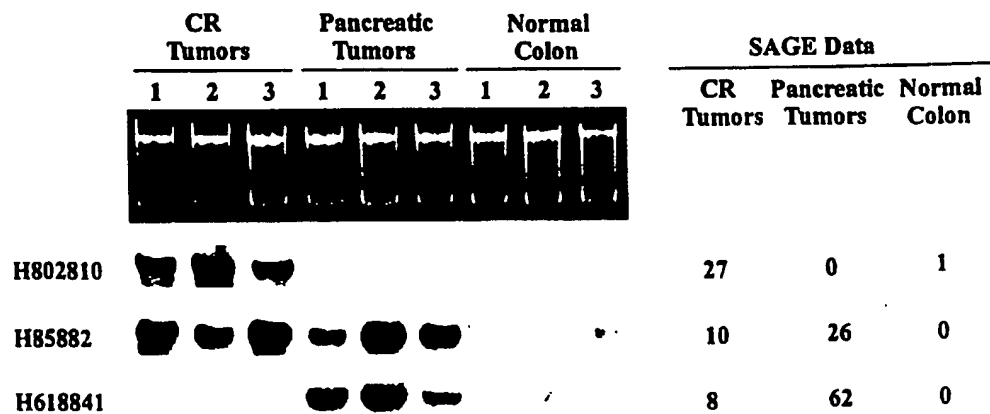 CR Tumors Pancreatic Tumors Normal Colon
SAGE Data
1 2 3 1 2 3 1 2 3
CR Tumors Pancreatic Tumors Normal Colon
H802810 27 0 1
H85882 10 26 0
H618841 8 62 0